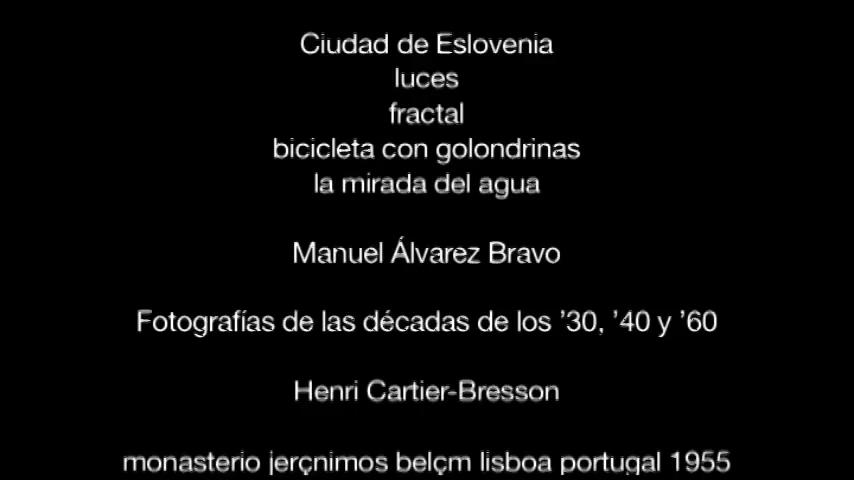 Ciudad de Eslovenia
luces
fractal
bicicleta con golondrinas
la mirada del agua
Manuel Álvarez Bravo
Fotografías de las décadas de los ’30, ’40 y ’60
Henri Cartier-Bresson
monasterio jerçnimos belçm lisboa portugal 1955